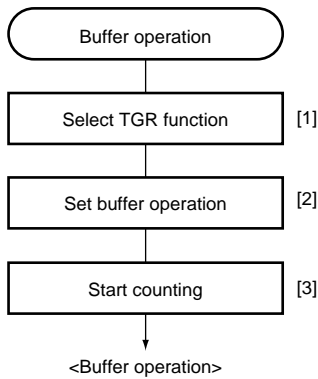 Buffer operation
Select TGR function [1]
Set buffer operation [2]
Start counting [3]
<Buffer operation>